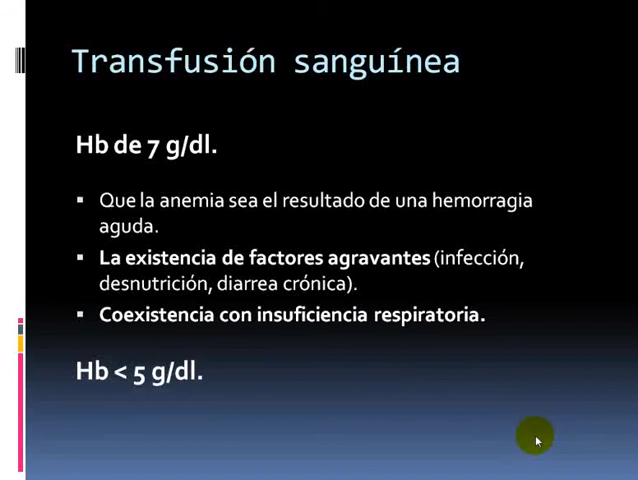 Transfusión sanguínea
Hb de 7 g/dl.
▪ Que la anemia sea el resultado de una hemorragia
aguda.
▪ La existencia de factores agravantes (infección,
desnutrición, diarrea crónica).
▪ Coexistencia con insuficiencia respiratoria.
Hb < 5 g/dl.